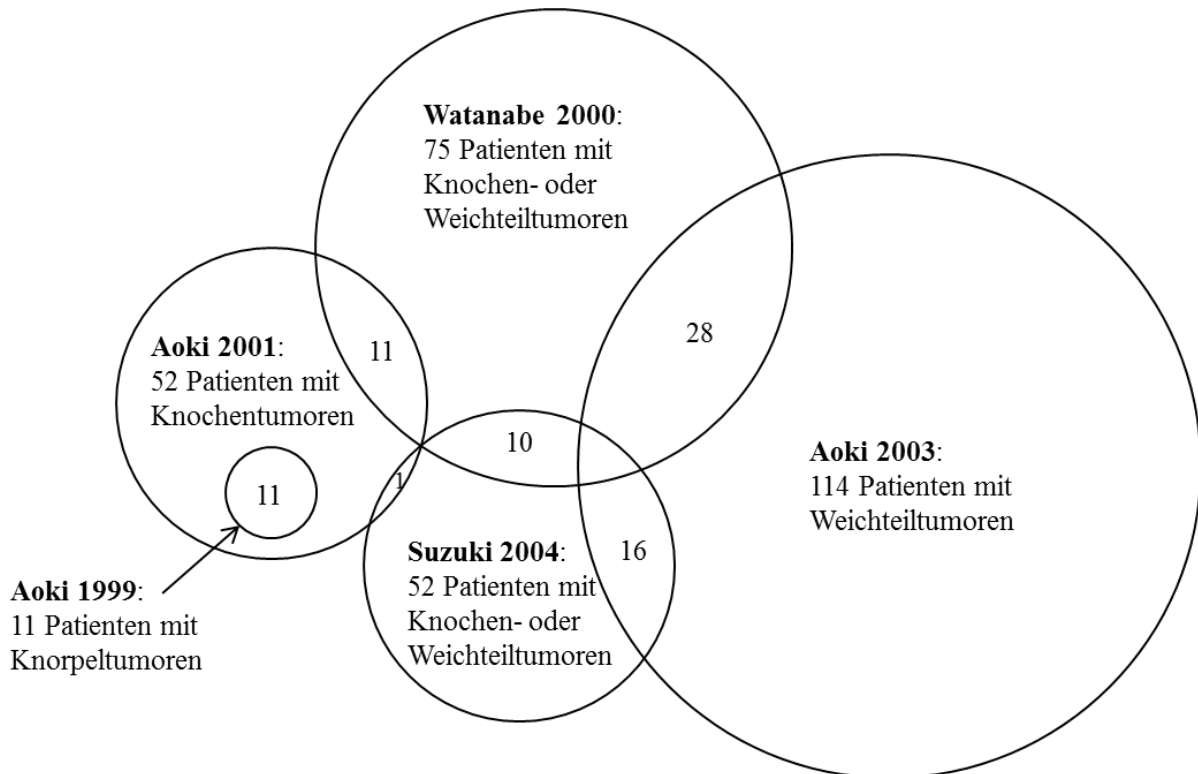 Watanabe 2000:
75 Patienten mit
Knochen- oder
Weichteiltumoren
28
11
Aoki 2001:
52 Patienten mit
Knochentumoren
10
Aoki 2003:
114 Patienten mit
Weichteiltumoren
1
11
Suzuki 2004:
52 Patienten mit
Knochen- oder
Weichteiltumoren
16
Aoki 1999:
11 Patienten mit
Knorpeltumoren